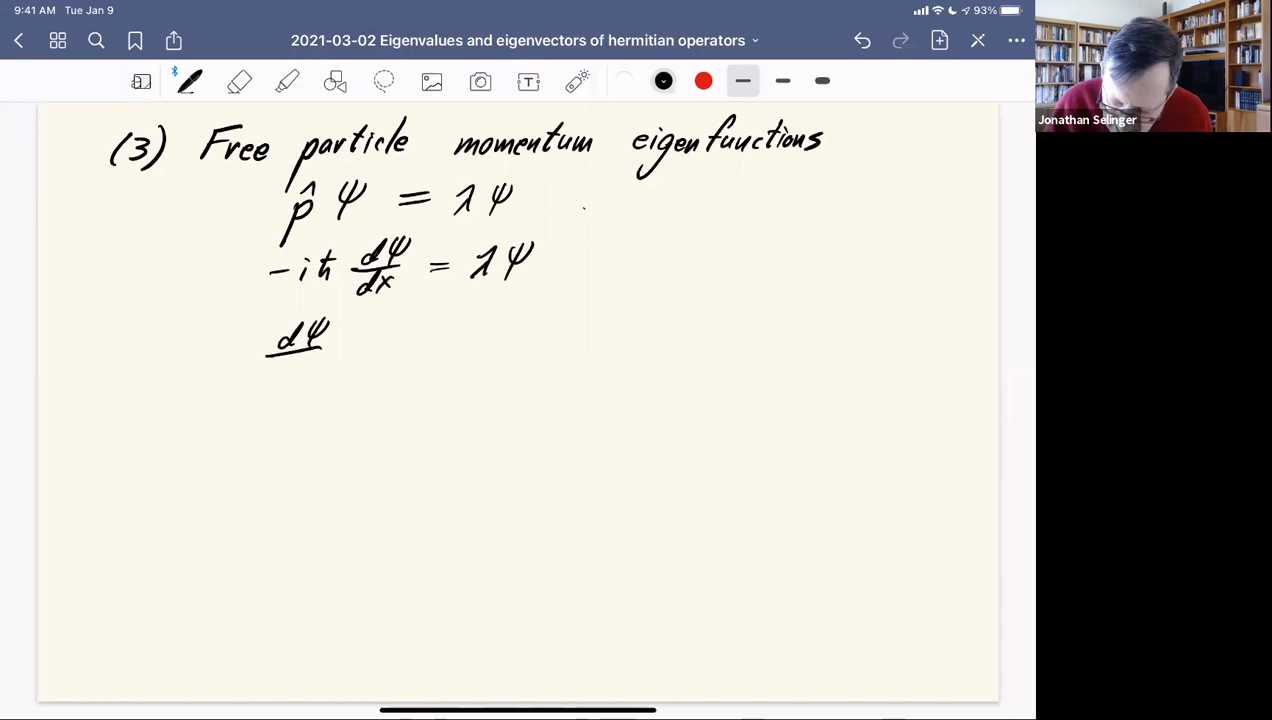 9:41 AM Tue Jan 9
93%
2021-03-02 Eigenvalues and eigenvectors of hermitian operators
T
Jonathan Selinger
(3) Free particle momentum eigenfunctions
p̂ ψ = λ ψ
-iħ dψ/dx = λ ψ
dψ